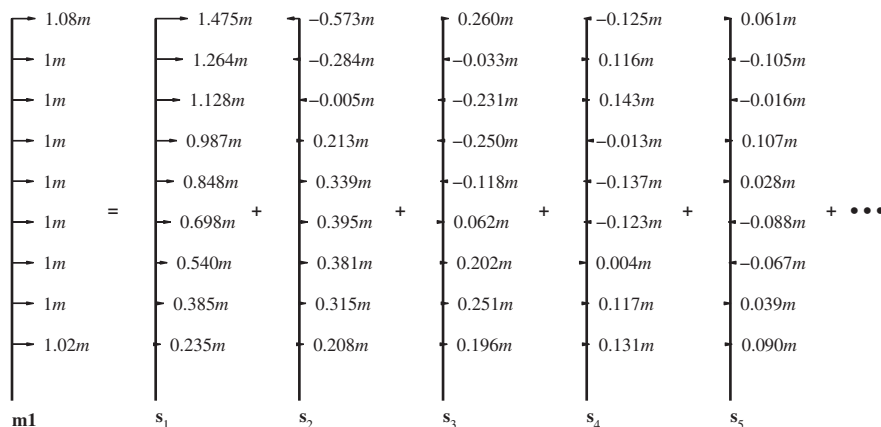 1.08m 1.475m −0.573m 0.260m −0.125m 0.061m
1m 1.264m −0.284m −0.033m 0.116m −0.105m
1m 1.128m −0.005m −0.231m 0.143m −0.016m
1m 0.987m 0.213m −0.250m −0.013m 0.107m
1m 0.848m 0.339m −0.118m −0.137m 0.028m
= + + + + + •••
1m 0.698m 0.395m 0.062m −0.123m −0.088m
1m 0.540m 0.381m 0.202m 0.004m −0.067m
1m 0.385m 0.315m 0.251m 0.117m 0.039m
1.02m 0.235m 0.208m 0.196m 0.131m 0.090m
m1 s₁ s₂ s₃ s₄ s₅